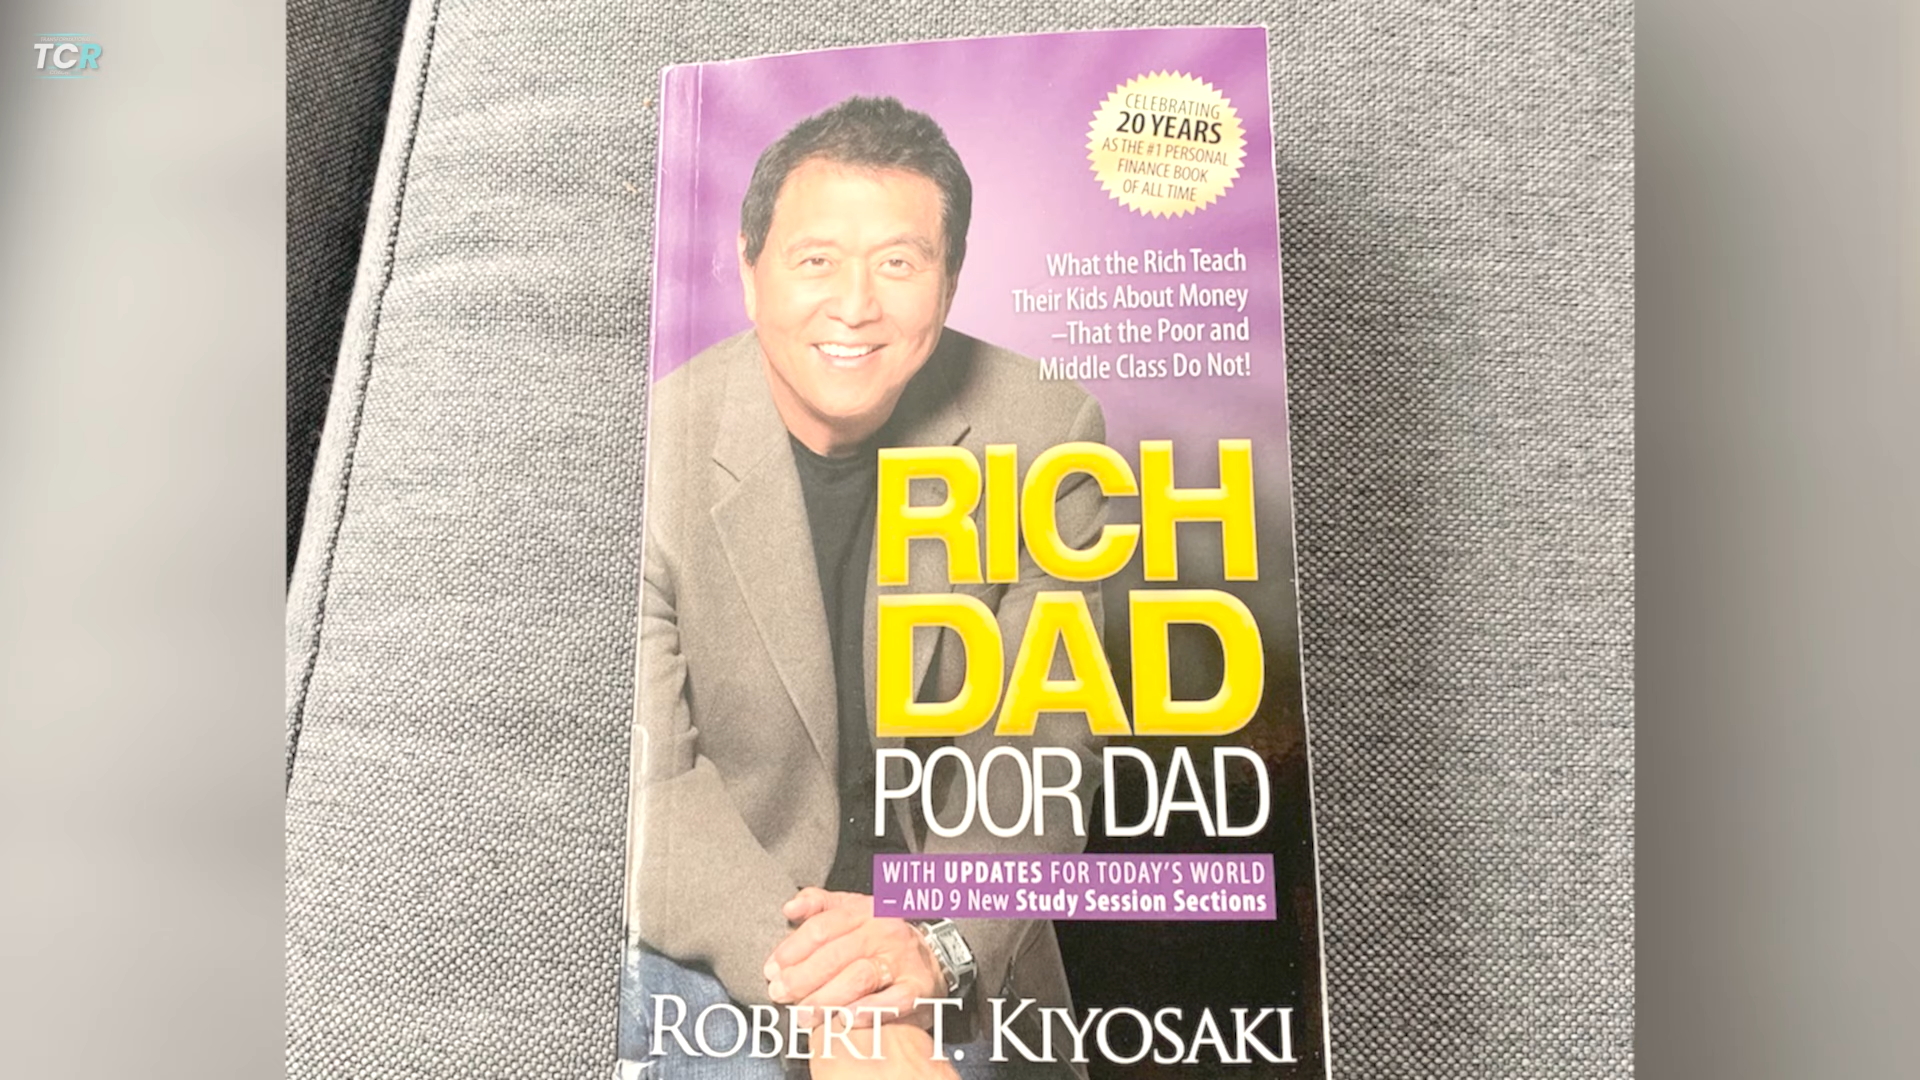 TCR
CELEBRATING
20 YEARS
AS THE #1 PERSONAL
FINANCE BOOK
OF ALL TIME
What the Rich Teach
Their Kids About Money
–That the Poor and
Middle Class Do Not!
RICH
DAD
POOR DAD
WITH UPDATES FOR TODAY'S WORLD
– AND 9 New Study Session Sections
ROBERT T. KIYOSAKI